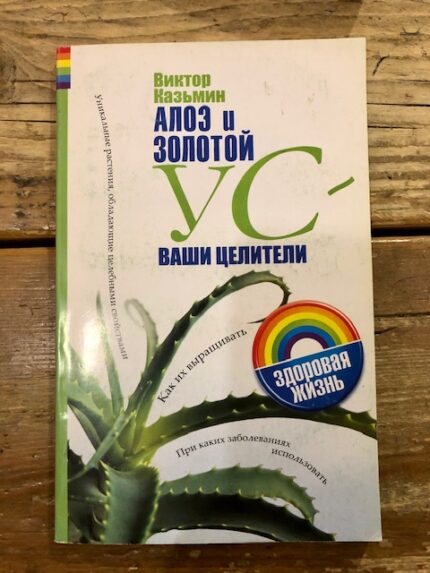 Виктор
Казьмин
АЛОЭ и
ЗОЛОТОЙ
УС-
ВАШИ ЦЕЛИТЕЛИ
Уникальные растения, обладающие целебными свойствами
Как их выращивать
ЗДОРОВАЯ
ЖИЗНЬ
При каких заболеваниях
использовать